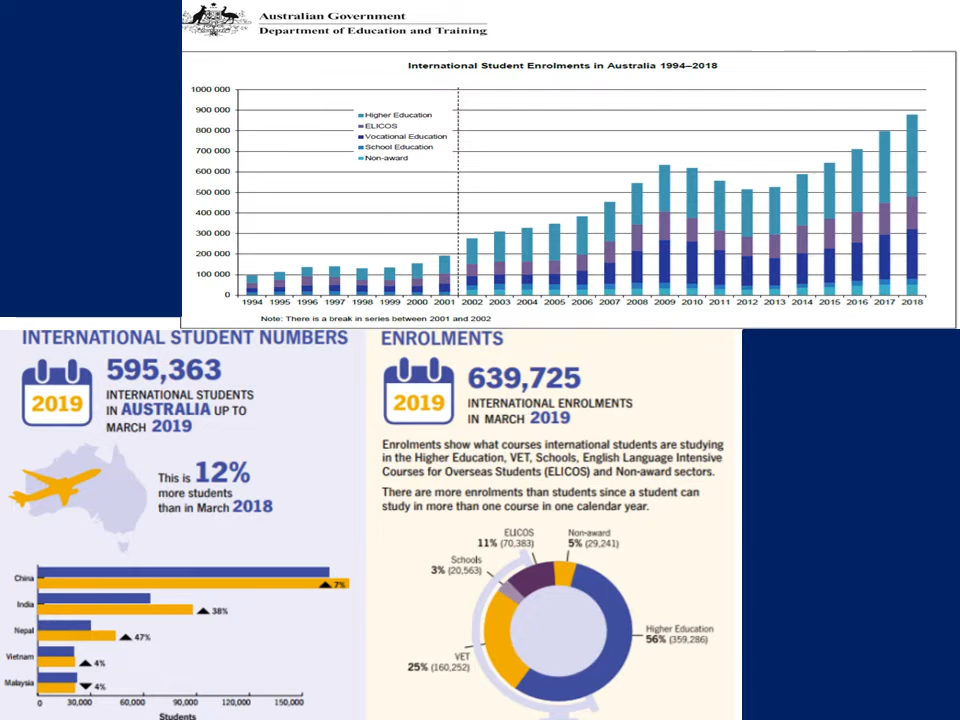 Australian Government
Department of Education and Training
International Student Enrolments in Australia 1994–2018
1000 000
900 000
800 000
700 000
600 000
500 000
400 000
300 000
200 000
100 000
0
Higher Education
ELICOS
Vocational Education
School Education
Non-award
1994 1995 1996 1997 1998 1999 2000 2001 2002 2003 2004 2005 2006 2007 2008 2009 2010 2011 2012 2013 2014 2015 2016 2017 2018
Note: There is a break in series between 2001 and 2002
INTERNATIONAL STUDENT NUMBERS
2019
595,363
INTERNATIONAL STUDENTS
IN AUSTRALIA UP TO
MARCH 2019
This is 12%
more students
than in March 2018
China
7%
India
38%
Nepal
47%
Vietnam
4%
Malaysia
4%
0 30,000 60,000 90,000 120,000 150,000
Students
ENROLMENTS
2019
639,725
INTERNATIONAL ENROLMENTS
IN MARCH 2019
Enrolments show what courses international students are studying
in the Higher Education, VET, Schools, English Language Intensive
Courses for Overseas Students (ELICOS) and Non-award sectors.
There are more enrolments than students since a student can
study in more than one course in one calendar year.
ELICOS
11% (70,383)
Non-award
5% (29,241)
Schools
3% (20,563)
Higher Education
56% (359,286)
VET
25% (160,252)